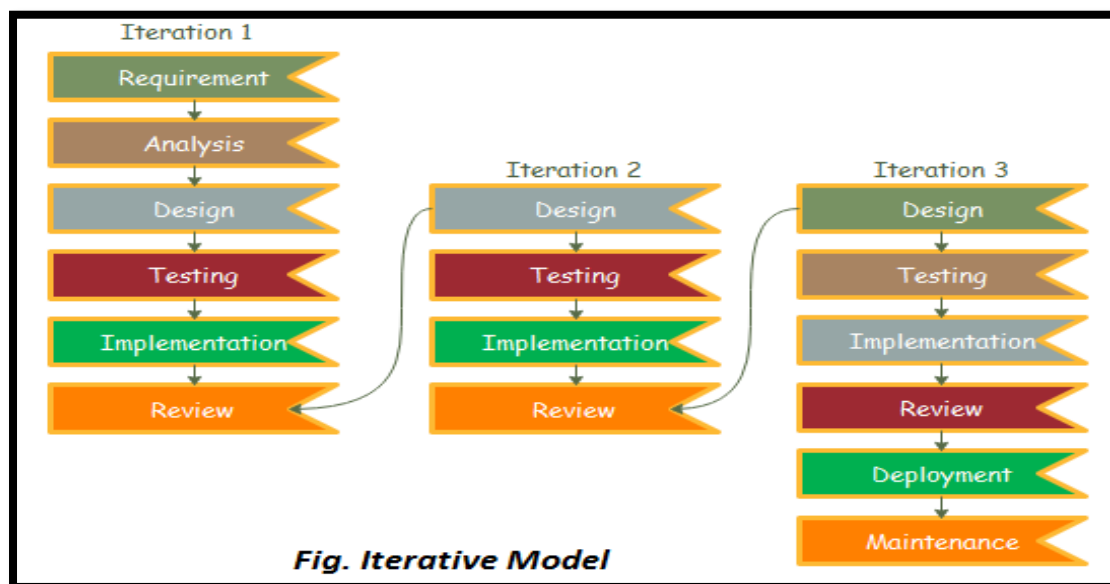 Iteration 1
Requirement
Analysis
Design
Testing
Implementation
Review
Iteration 2
Design
Testing
Implementation
Review
Iteration 3
Design
Testing
Implementation
Review
Deployment
Maintenance
Fig. Iterative Model